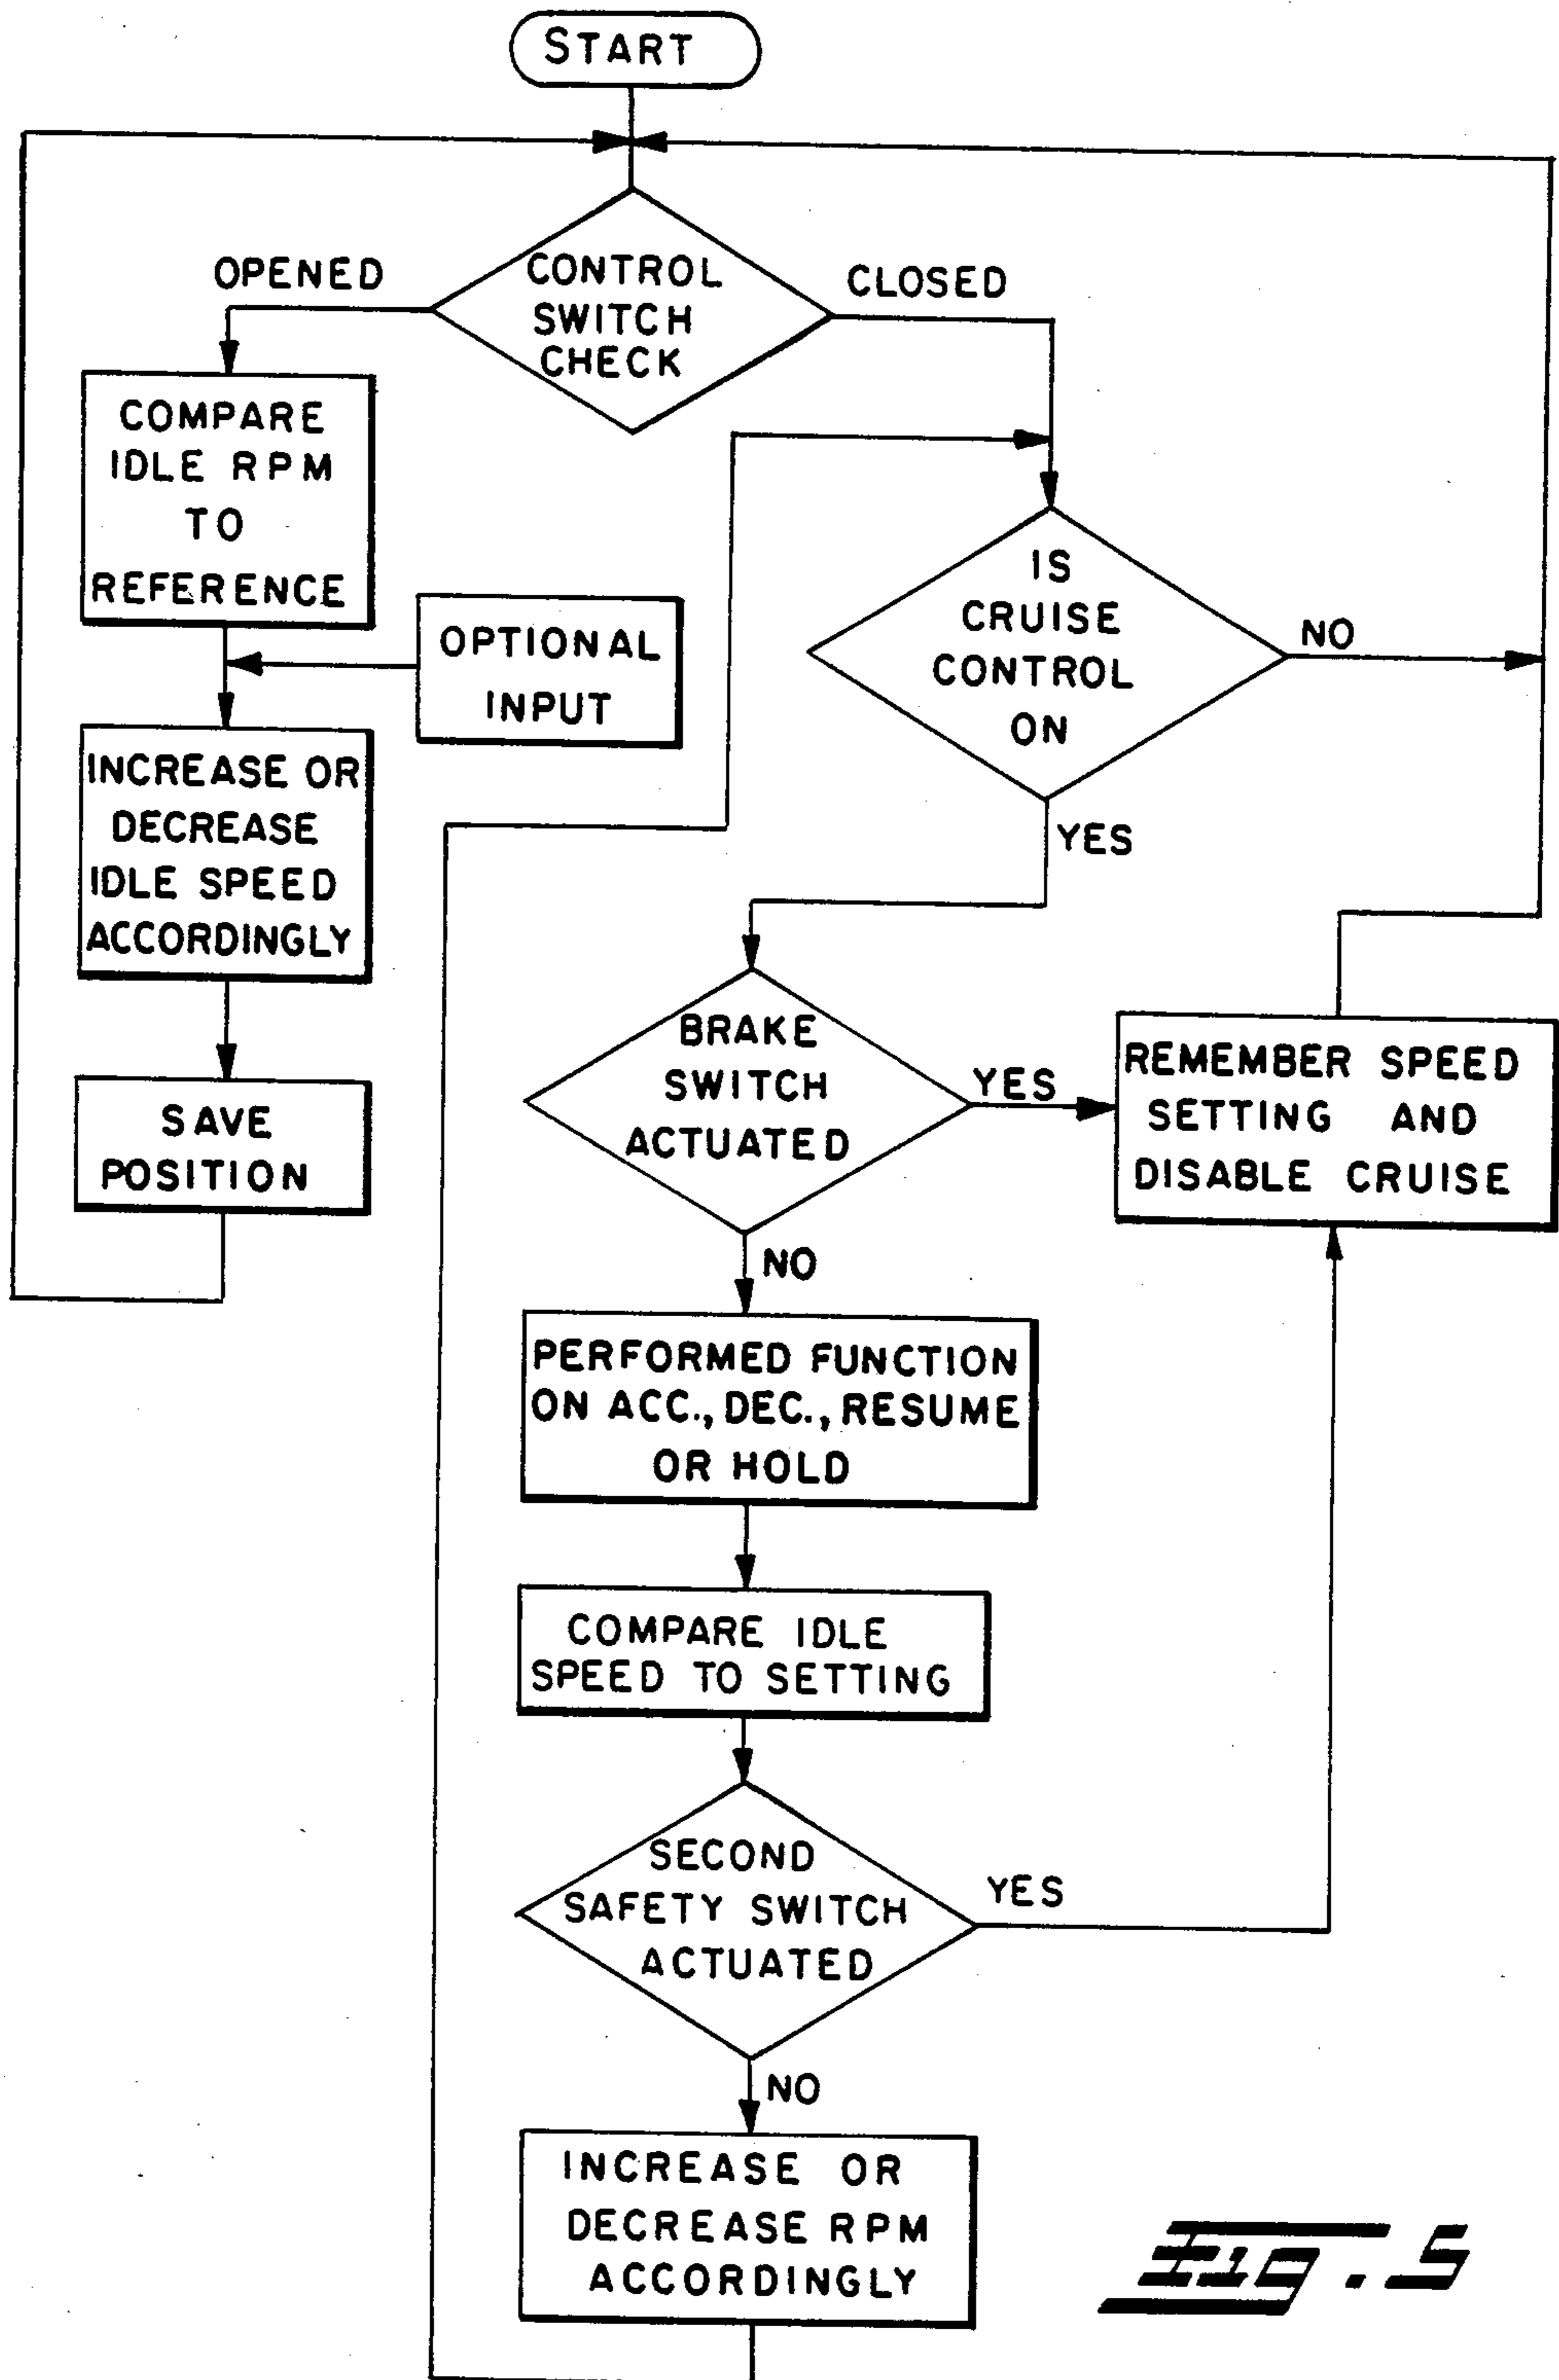 START
OPENED
CONTROL
SWITCH
CHECK
CLOSED
COMPARE
IDLE RPM
TO
REFERENCE
OPTIONAL
INPUT
IS
CRUISE
CONTROL
ON
NO
YES
INCREASE OR
DECREASE
IDLE SPEED
ACCORDINGLY
SAVE
POSITION
BRAKE
SWITCH
ACTUATED
YES
REMEMBER SPEED
SETTING AND
DISABLE CRUISE
NO
PERFORMED FUNCTION
ON ACC., DEC., RESUME
OR HOLD
COMPARE IDLE
SPEED TO SETTING
SECOND
SAFETY SWITCH
ACTUATED
YES
NO
INCREASE OR
DECREASE RPM
ACCORDINGLY
Fig. 5